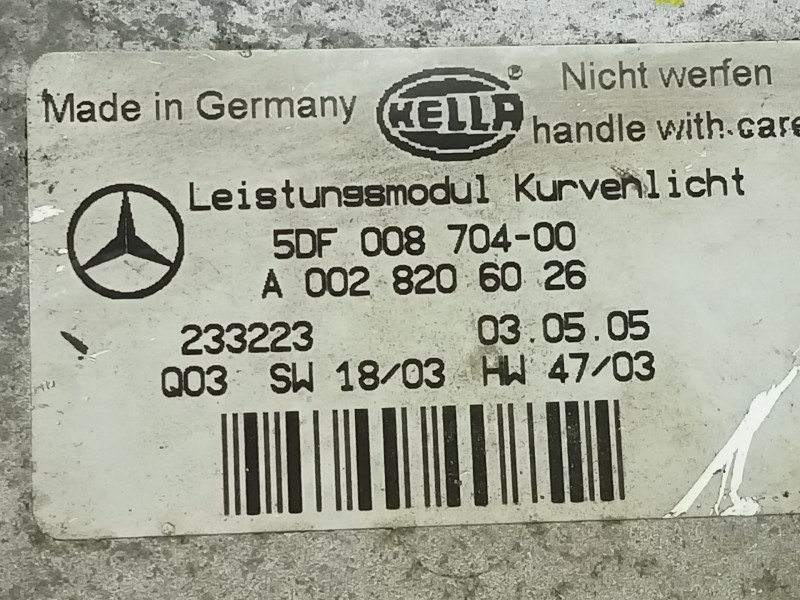 Made in Germany HELLA ® Nicht werfen
handle with care
Leistungsmodul Kurvenlicht
5DF 008 704-00
A 002 820 60 26
233223 03.05.05
Q03 SW 18/03 HW 47/03